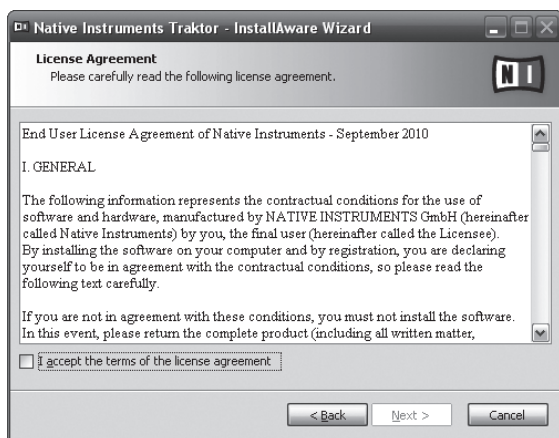 Native Instruments Traktor - InstallAware Wizard
License Agreement
Please carefully read the following license agreement.
NI
End User License Agreement of Native Instruments - September 2010
I. GENERAL
The following information represents the contractual conditions for the use of
software and hardware, manufactured by NATIVE INSTRUMENTS GmbH (hereinafter
called Native Instruments) by you, the final user (hereinafter called the Licensee).
By installing the software on your computer and by registration, you are declaring
yourself to be in agreement with the contractual conditions, so please read the
following text carefully.
If you are not in agreement with these conditions, you must not install the software.
In this event, please return the complete product (including all written matter,
I accept the terms of the license agreement
< Back Next > Cancel